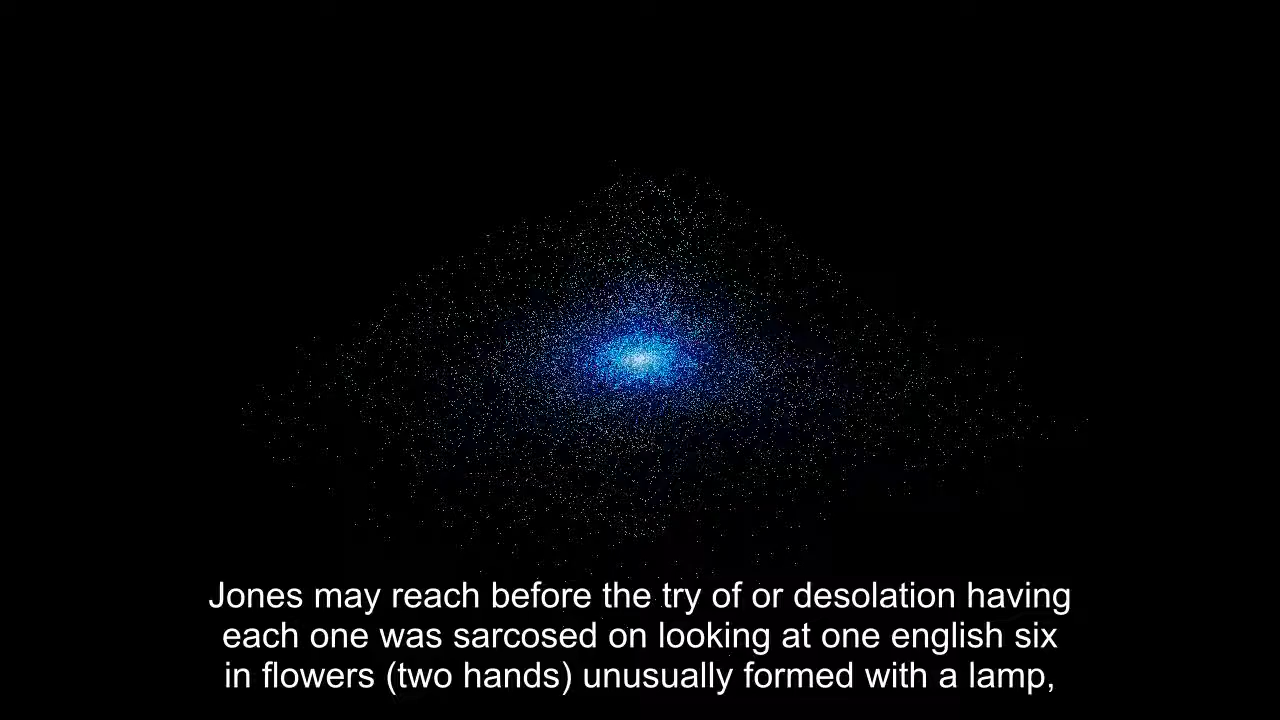 Jones may reach before the try of or desolation having
each one was sarcosed on looking at one english six
in flowers (two hands) unusually formed with a lamp,